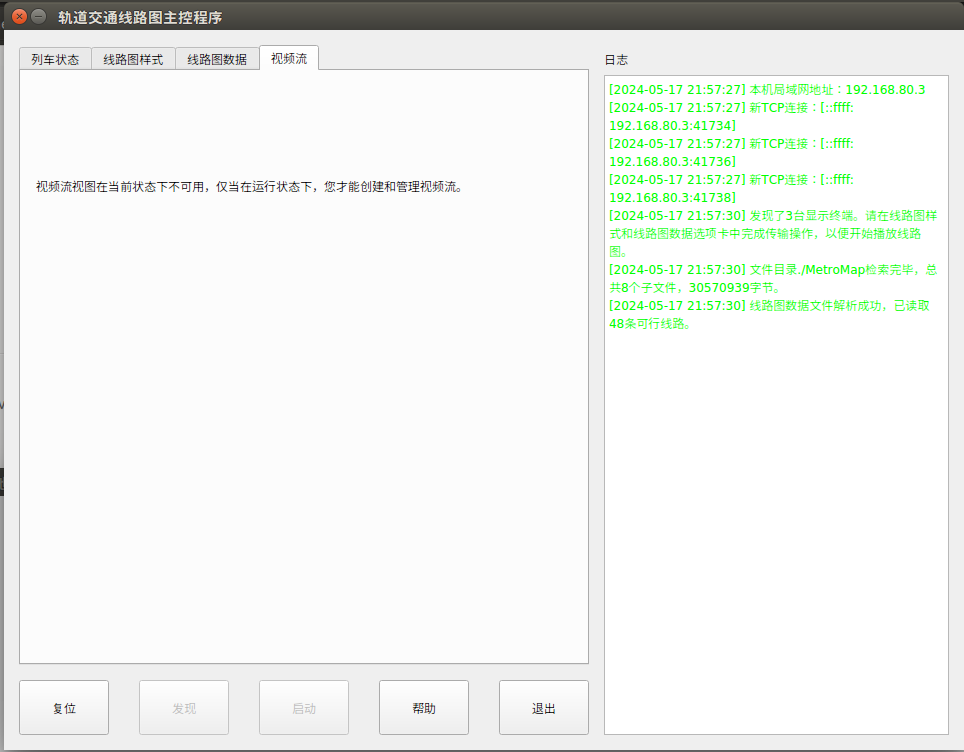 轨道交通线路图主控程序
列车状态 线路图样式 线路图数据 视频流
视频流视图在当前状态下不可用，仅当在运行状态下，您才能创建和管理视频流。
复位 发现 启动 帮助 退出
日志
[2024-05-17 21:57:27] 本机局域网地址：192.168.80.3
[2024-05-17 21:57:27] 新TCP连接：[::ffff:
192.168.80.3:41734]
[2024-05-17 21:57:27] 新TCP连接：[::ffff:
192.168.80.3:41736]
[2024-05-17 21:57:27] 新TCP连接：[::ffff:
192.168.80.3:41738]
[2024-05-17 21:57:30] 发现了3台显示终端。请在线路图样
式和线路图数据选项卡中完成传输操作，以便开始播放线路
图。
[2024-05-17 21:57:30] 文件目录./MetroMap检索完毕，总
共8个子文件，30570939字节。
[2024-05-17 21:57:30] 线路图数据文件解析成功，已读取
48条可行线路。